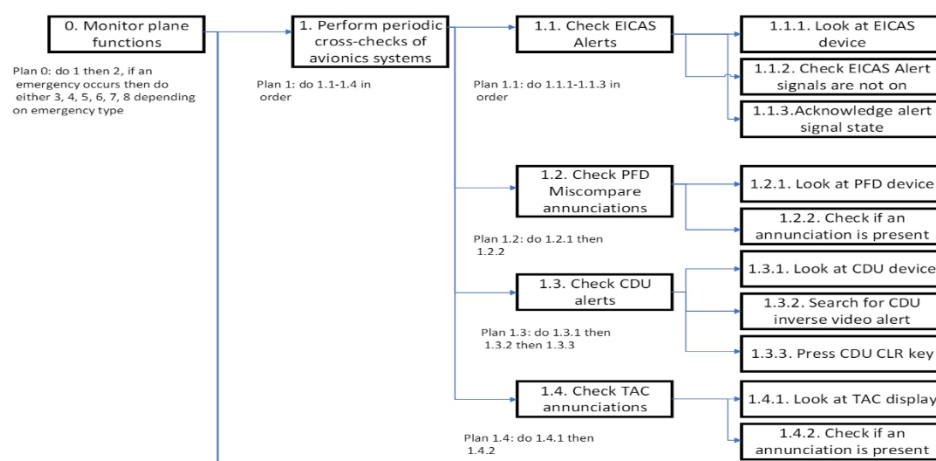 0. Monitor plane
functions
Plan 0: do 1 then 2, if an
emergency occurs then do
either 3, 4, 5, 6, 7, 8 depending
on emergency type
1. Perform periodic
cross-checks of
avionics systems
Plan 1: do 1.1-1.4 in
order
1.1. Check EICAS
Alerts
Plan 1.1: do 1.1.1-1.1.3 in
order
1.1.1. Look at EICAS
device
1.1.2. Check EICAS Alert
signals are not on
1.1.3.Acknowledge alert
signal state
1.2. Check PFD
Miscompare
annunciations
Plan 1.2: do 1.2.1 then
1.2.2
1.2.1. Look at PFD device
1.2.2. Check if an
annunciation is present
1.3. Check CDU
alerts
Plan 1.3: do 1.3.1 then
1.3.2 then 1.3.3
1.3.1. Look at CDU device
1.3.2. Search for CDU
inverse video alert
1.3.3. Press CDU CLR key
1.4. Check TAC
annunciations
Plan 1.4: do 1.4.1 then
1.4.2
1.4.1. Look at TAC display
1.4.2. Check if an
annunciation is present